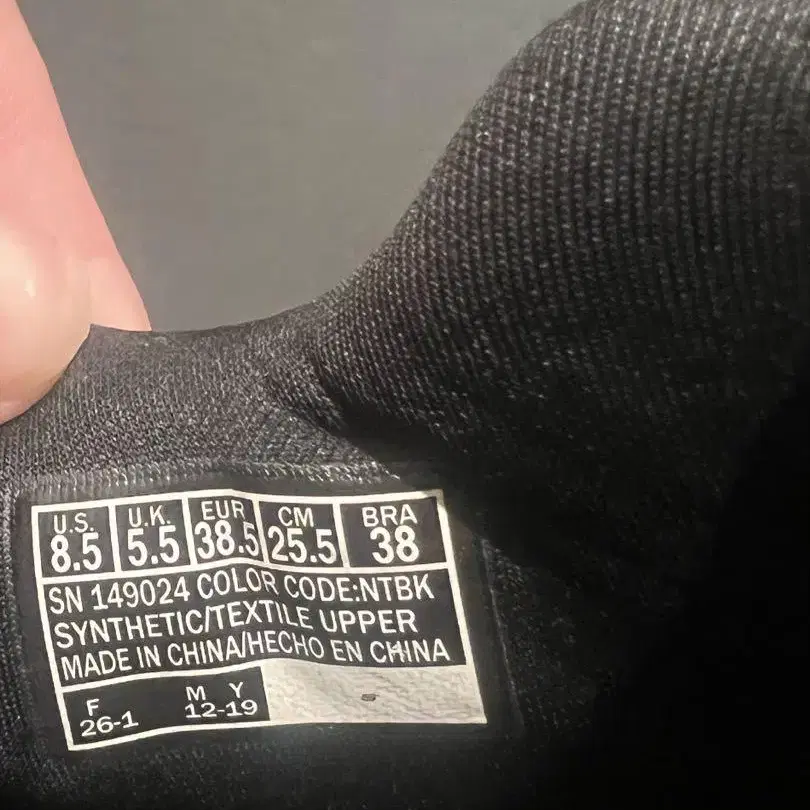 U.S. U.K. EUR CM BRA
8.5 5.5 38.5 25.5 38
SN 149024 COLOR CODE:NTBK
SYNTHETIC/TEXTILE UPPER
MADE IN CHINA/HECHO EN CHINA
F M Y
26-1 12-19